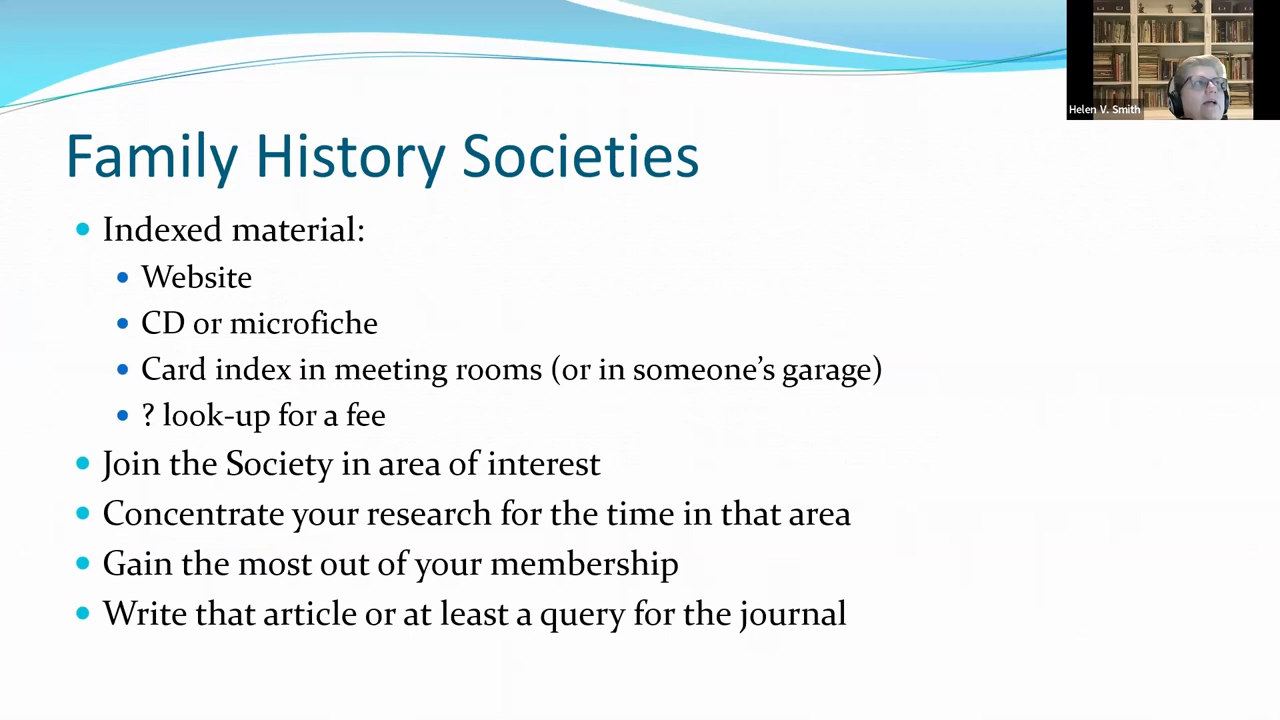 Helen V. Smith
Family History Societies
• Indexed material:
• Website
• CD or microfiche
• Card index in meeting rooms (or in someone’s garage)
• ? look-up for a fee
• Join the Society in area of interest
• Concentrate your research for the time in that area
• Gain the most out of your membership
• Write that article or at least a query for the journal